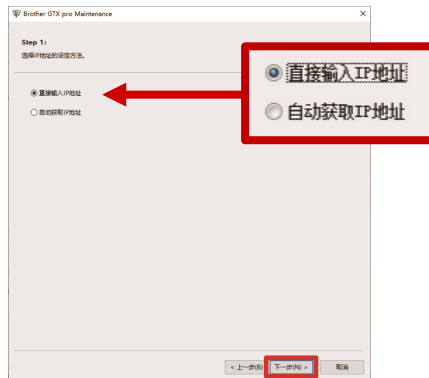 Brother GTX pro Maintenance
Step 1:
选择IP地址的设定方法。
直接输入IP地址
自动获取IP地址
直接输入IP地址
自动获取IP地址
< 上一步(B)
下一步(N) >
取消